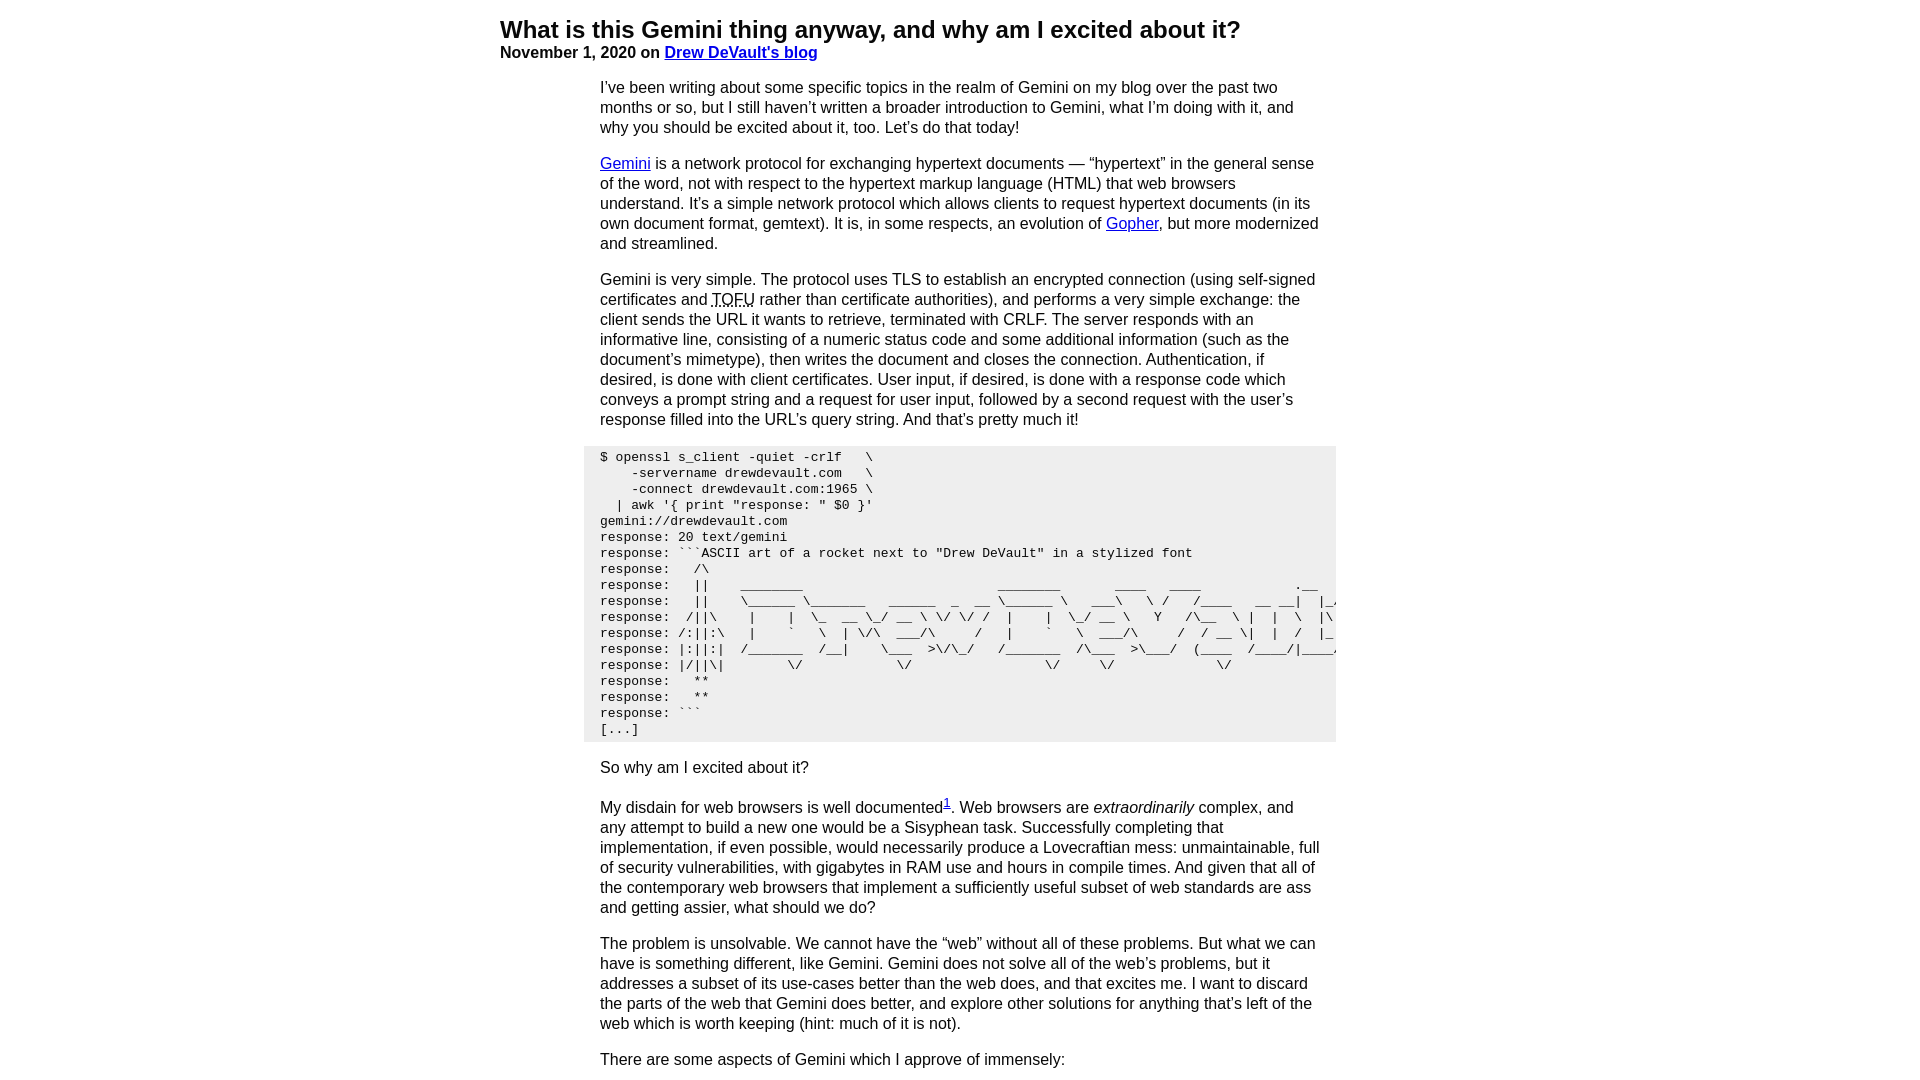 What is this Gemini thing anyway, and why am I excited about it?
November 1, 2020 on Drew DeVault's blog
I’ve been writing about some specific topics in the realm of Gemini on my blog over the past two
months or so, but I still haven’t written a broader introduction to Gemini, what I’m doing with it, and
why you should be excited about it, too. Let’s do that today!
Gemini is a network protocol for exchanging hypertext documents — “hypertext” in the general sense
of the word, not with respect to the hypertext markup language (HTML) that web browsers
understand. It’s a simple network protocol which allows clients to request hypertext documents (in its
own document format, gemtext). It is, in some respects, an evolution of Gopher, but more modernized
and streamlined.
Gemini is very simple. The protocol uses TLS to establish an encrypted connection (using self-signed
certificates and TOFU rather than certificate authorities), and performs a very simple exchange: the
client sends the URL it wants to retrieve, terminated with CRLF. The server responds with an
informative line, consisting of a numeric status code and some additional information (such as the
document’s mimetype), then writes the document and closes the connection. Authentication, if
desired, is done with client certificates. User input, if desired, is done with a response code which
conveys a prompt string and a request for user input, followed by a second request with the user’s
response filled into the URL’s query string. And that’s pretty much it!
$ openssl s_client -quiet -crlf   \
    -servername drewdevault.com   \
    -connect drewdevault.com:1965 \
  | awk '{ print "response: " $0 }'
gemini://drewdevault.com
response: 20 text/gemini
response: ```ASCII art of a rocket next to "Drew DeVault" in a stylized font
response:   /\
response:   ||    ________                         ________       ____   ____            .__
response:   ||    \______ \_______   ______  _  __ \______ \   ___\   \ /   /____   __ __|  |_/
response:  /||\    |    |  \_  __ \_/ __ \ \/ \/ /  |    |  \_/ __ \   Y   /\__  \ |  |  \  |\
response: /:||:\   |    `   \  | \/\  ___/\     /   |    `   \  ___/\     /  / __ \|  |  /  |_
response: |:||:|  /_______  /__|    \___  >\/\_/   /_______  /\___  >\___/  (____  /____/|____/
response: |/||\|        \/            \/                 \/     \/             \/
response:   **
response:   **
response: ```
[...]
So why am I excited about it?
My disdain for web browsers is well documented1. Web browsers are extraordinarily complex, and
any attempt to build a new one would be a Sisyphean task. Successfully completing that
implementation, if even possible, would necessarily produce a Lovecraftian mess: unmaintainable, full
of security vulnerabilities, with gigabytes in RAM use and hours in compile times. And given that all of
the contemporary web browsers that implement a sufficiently useful subset of web standards are ass
and getting assier, what should we do?
The problem is unsolvable. We cannot have the “web” without all of these problems. But what we can
have is something different, like Gemini. Gemini does not solve all of the web’s problems, but it
addresses a subset of its use-cases better than the web does, and that excites me. I want to discard
the parts of the web that Gemini does better, and explore other solutions for anything that’s left of the
web which is worth keeping (hint: much of it is not).
There are some aspects of Gemini which I approve of immensely: